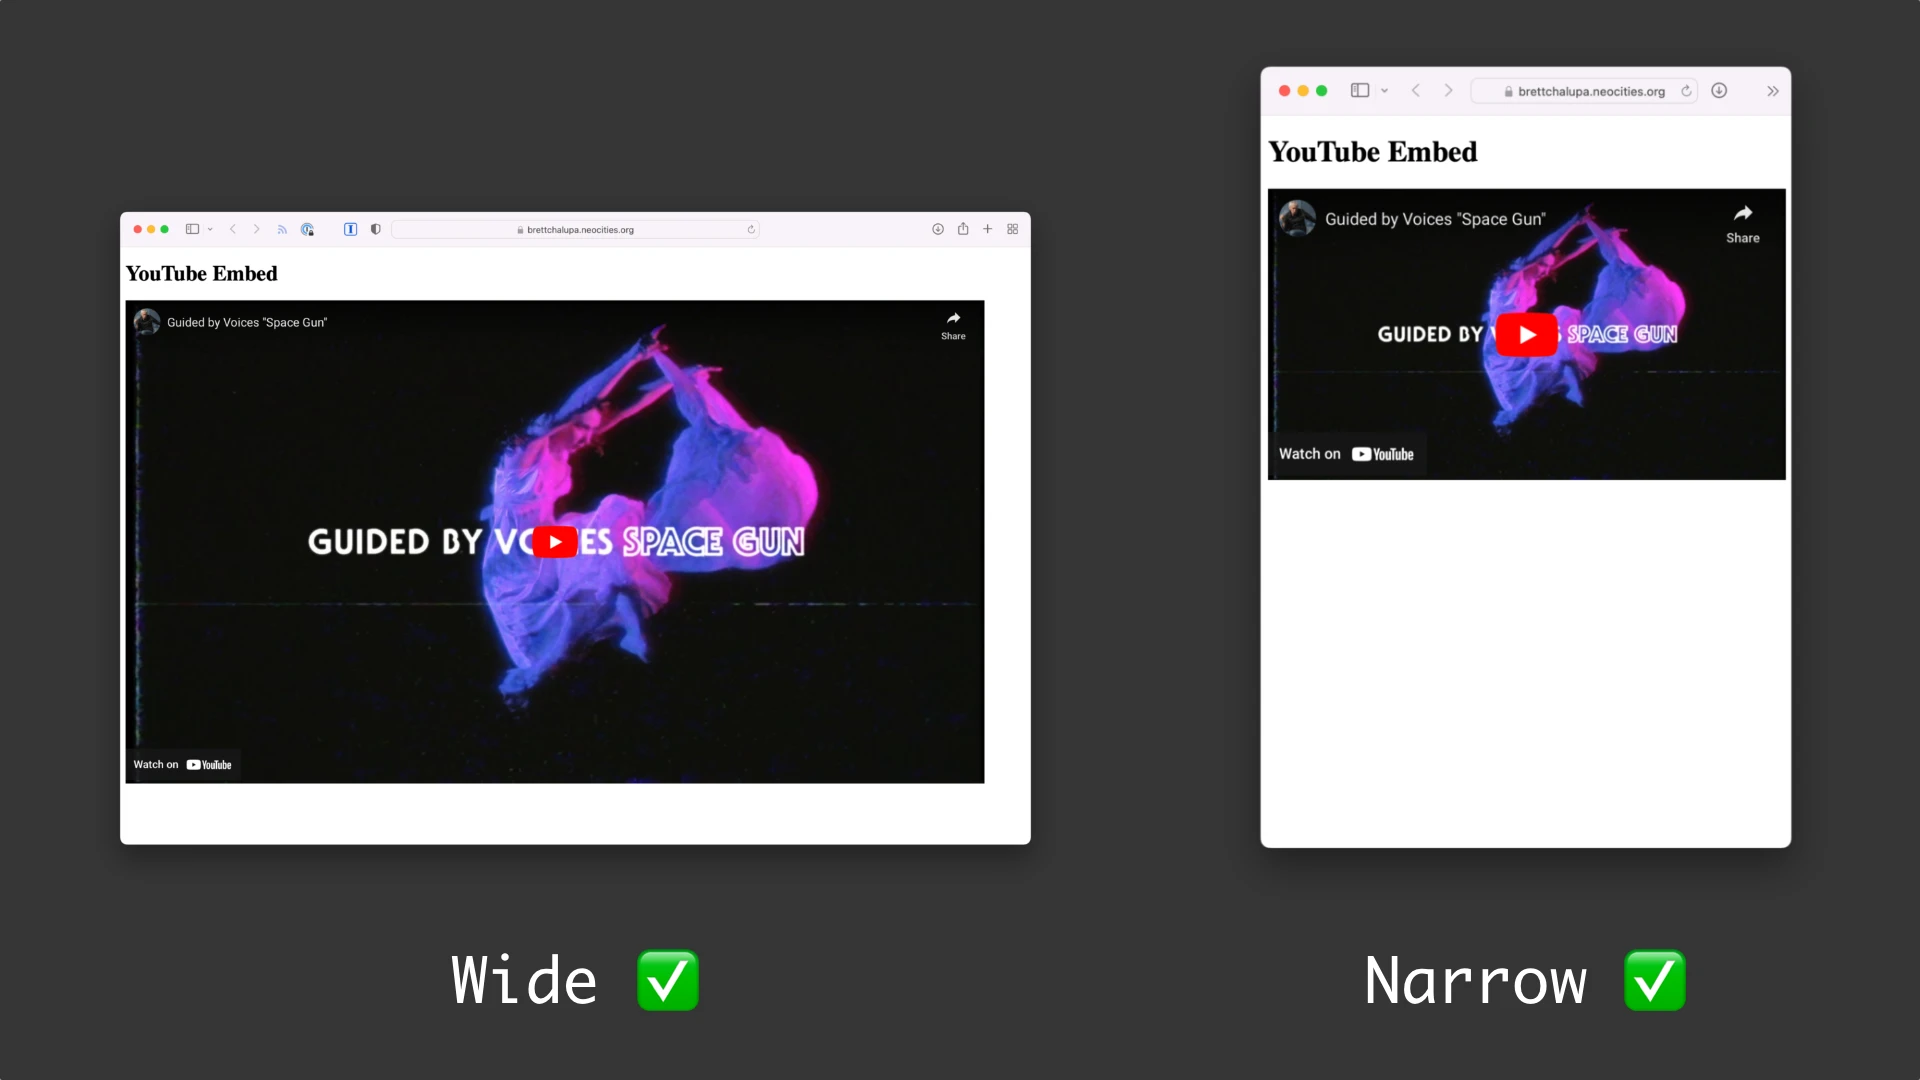 brettchalupa.neocities.org
YouTube Embed
Guided by Voices "Space Gun"
Share
GUIDED BY VO ES SPACE GUN
Watch on YouTube
Wide ✅
brettchalupa.neocities.org
YouTube Embed
Guided by Voices "Space Gun"
Share
GUIDED BY SPACE GUN
Watch on YouTube
Narrow ✅